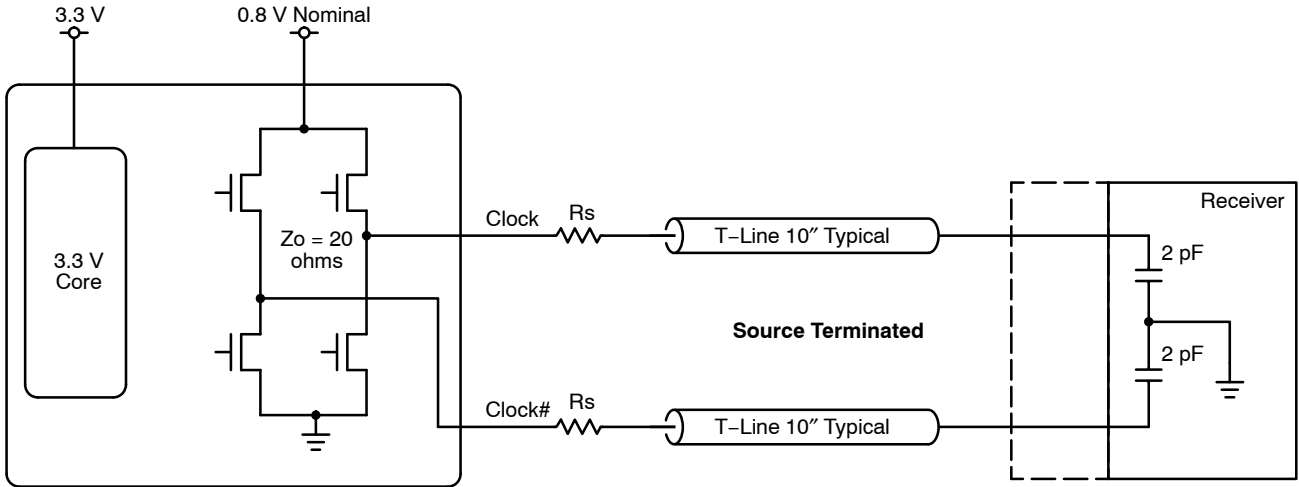 3.3 V
0.8 V Nominal
3.3 V
Core
Zo = 20
ohms
Clock
Rs
T−Line 10″ Typical
Receiver
2 pF
Source Terminated
2 pF
Clock#
Rs
T−Line 10″ Typical